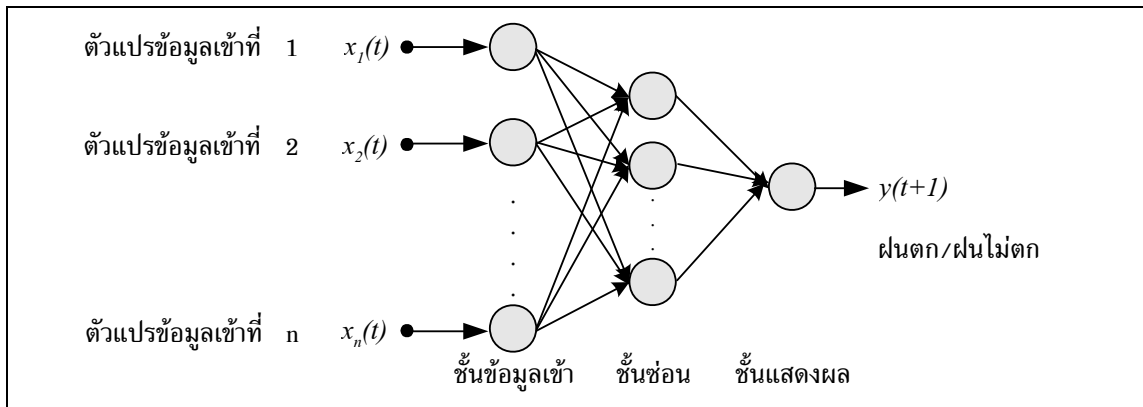 ตัวแปรข้อมูลเข้าที่ 1 x1(t)
ตัวแปรข้อมูลเข้าที่ 2 x2(t)
y(t+1)
ฝนตก/ฝนไม่ตก
ตัวแปรข้อมูลเข้าที่ n xn(t)
ชั้นข้อมูลเข้า ชั้นซ่อน ชั้นแสดงผล